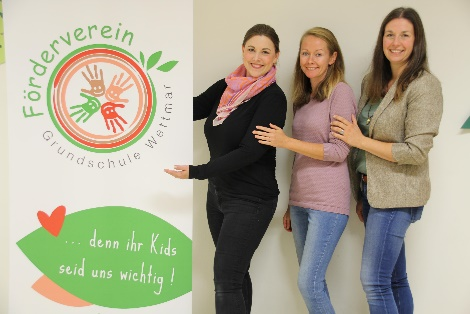 Förderverein
Grundschule Wettmar
... denn ihr Kids
seid uns wichtig !